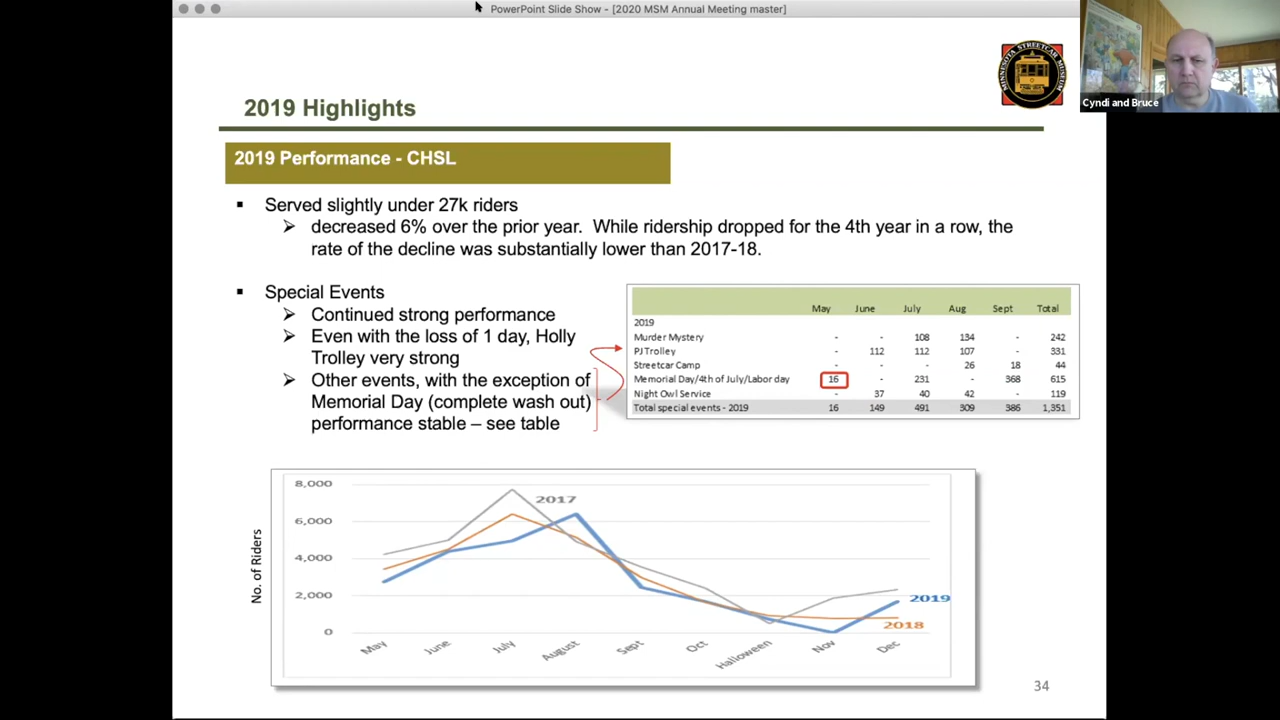 PowerPoint Slide Show - [2020 MSM Annual Meeting master]
MINNESOTA STREETCAR MUSEUM
Cyndi and Bruce
2019 Highlights
2019 Performance - CHSL
▪ Served slightly under 27k riders
➢ decreased 6% over the prior year. While ridership dropped for the 4th year in a row, the
rate of the decline was substantially lower than 2017-18.
▪ Special Events
➢ Continued strong performance
➢ Even with the loss of 1 day, Holly
Trolley very strong
➢ Other events, with the exception of
Memorial Day (complete wash out)
performance stable – see table
May June July Aug Sept Total
2019
Murder Mystery - - 108 134 - 242
PJ Trolley - 112 112 107 - 331
Streetcar Camp - - - 26 18 44
Memorial Day/4th of July/Labor day 16 - 231 - 368 615
Night Owl Service - 37 40 42 - 119
Total special events - 2019 16 149 491 309 386 1,351
No. of Riders
8,000
6,000
4,000
2,000
0
2017
2019
2018
May June July August Sept Oct Halloween Nov Dec
34